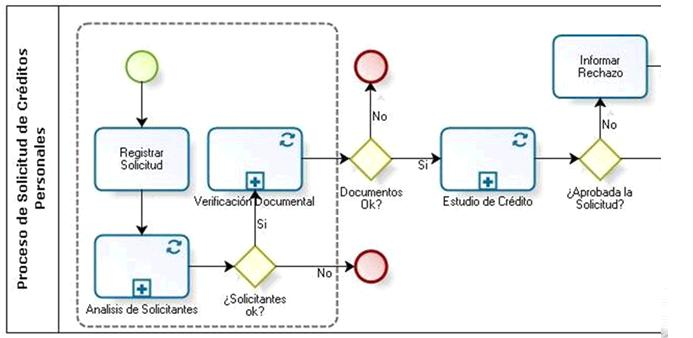 Proceso de Solicitud de Créditos
Personales
Registrar
Solicitud
Analisis de Solicitantes
¿Solicitantes
ok?
Si
No
Verificación Documental
Documentos
Ok?
No
Si
Estudio de Crédito
¿Aprobada la
Solicitud?
No
Informar
Rechazo